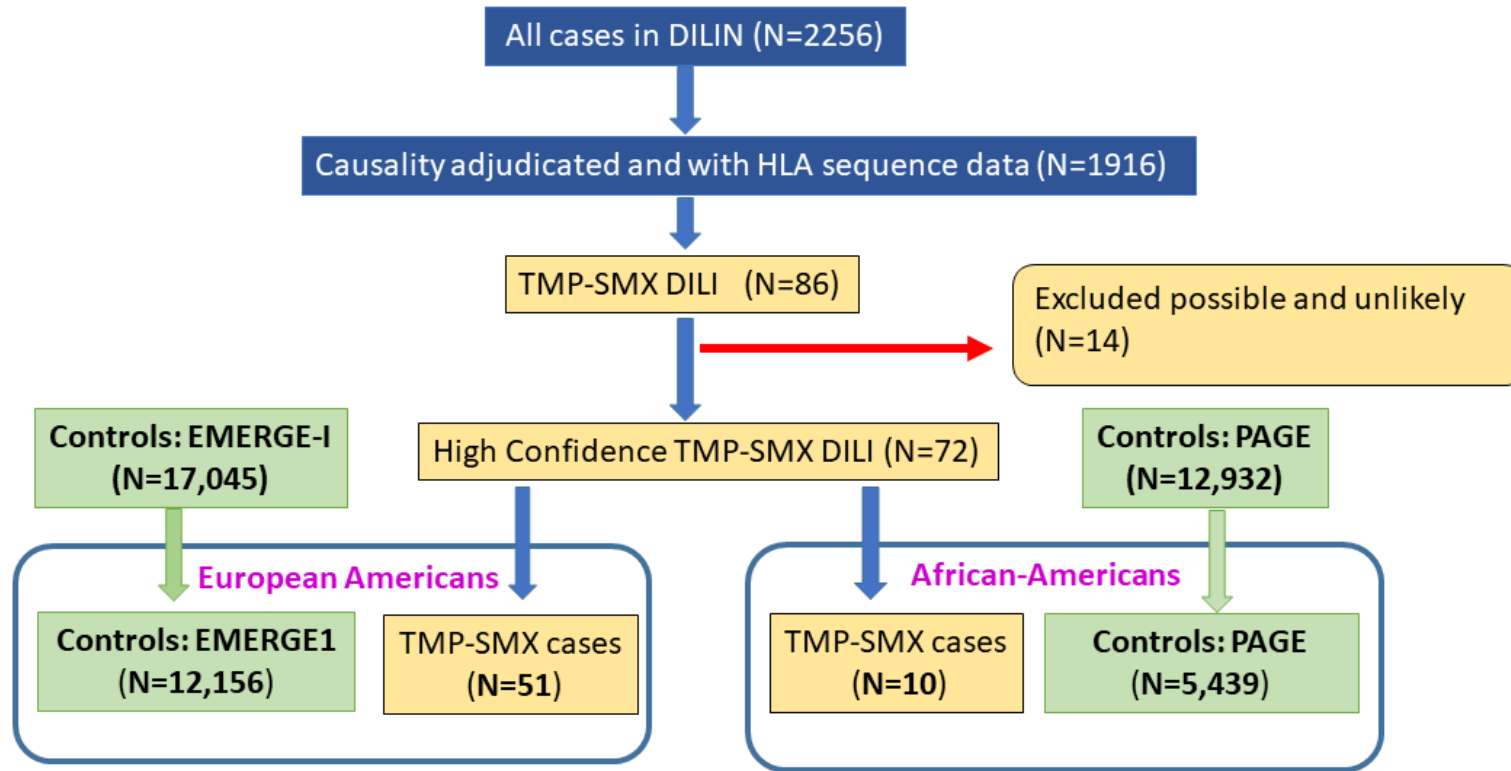 All cases in DILIN (N=2256)
Causality adjudicated and with HLA sequence data (N=1916)
TMP-SMX DILI (N=86)
Excluded possible and unlikely
(N=14)
Controls: EMERGE-I
(N=17,045)
High Confidence TMP-SMX DILI (N=72)
Controls: PAGE
(N=12,932)
European Americans
Controls: EMERGE1
(N=12,156)
TMP-SMX cases
(N=51)
African-Americans
TMP-SMX cases
(N=10)
Controls: PAGE
(N=5,439)